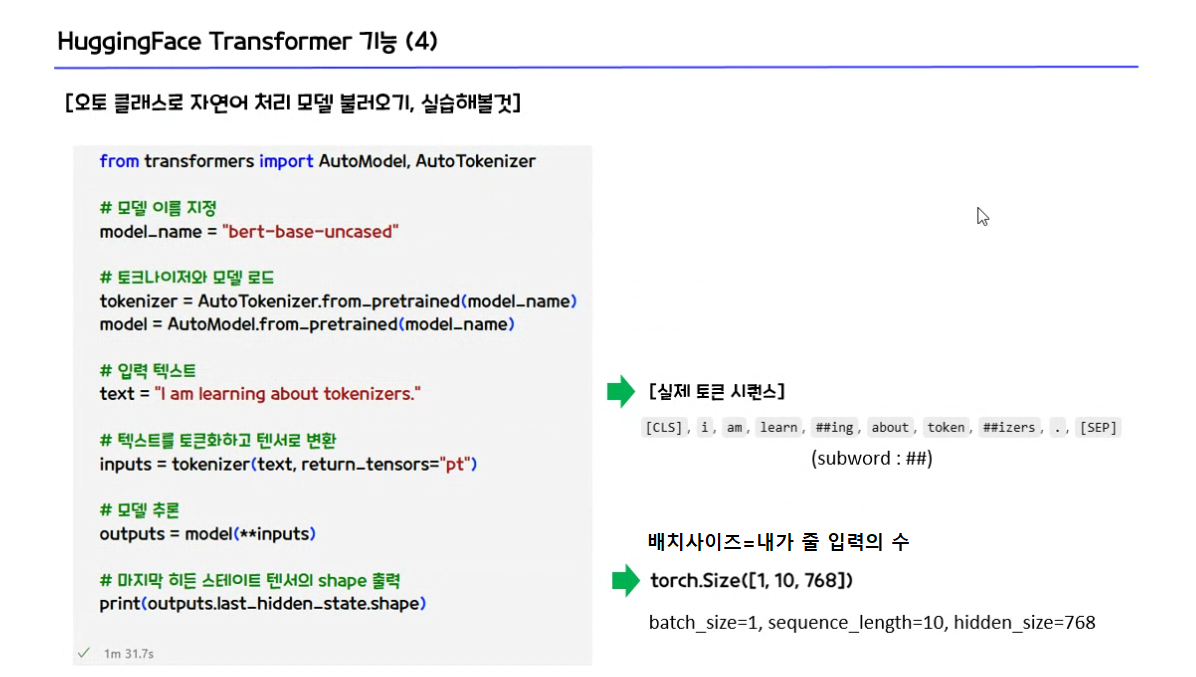 HuggingFace Transformer 기능 (4)
[오토 클래스로 자연어 처리 모델 불러오기, 실습해볼것]
from transformers import AutoModel, AutoTokenizer
# 모델 이름 지정
model_name = "bert-base-uncased"
# 토크나이저와 모델 로드
tokenizer = AutoTokenizer.from_pretrained(model_name)
model = AutoModel.from_pretrained(model_name)
# 입력 텍스트
text = "I am learning about tokenizers."
# 텍스트를 토큰화하고 텐서로 변환
inputs = tokenizer(text, return_tensors="pt")
# 모델 추론
outputs = model(**inputs)
# 마지막 히든 스테이트 텐서의 shape 출력
print(outputs.last_hidden_state.shape)
1m 31.7s
[실제 토큰 시퀀스]
[CLS], i, am, learn, ##ing, about, token, ##izers, ., [SEP]
(subword : ##)
배치사이즈=내가 줄 입력의 수
torch.Size([1, 10, 768])
batch_size=1, sequence_length=10, hidden_size=768